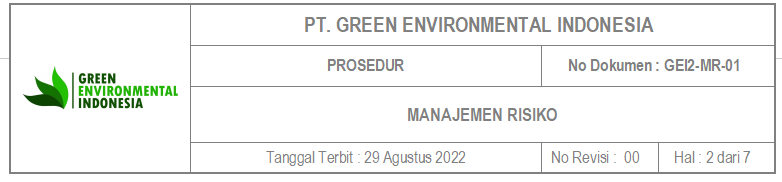 PT. GREEN ENVIRONMENTAL INDONESIA
GREEN
ENVIRONMENTAL
INDONESIA
PROSEDUR
No Dokumen : GEI2-MR-01
MANAJEMEN RISIKO
Tanggal Terbit : 29 Agustus 2022
No Revisi : 00
Hal : 2 dari 7